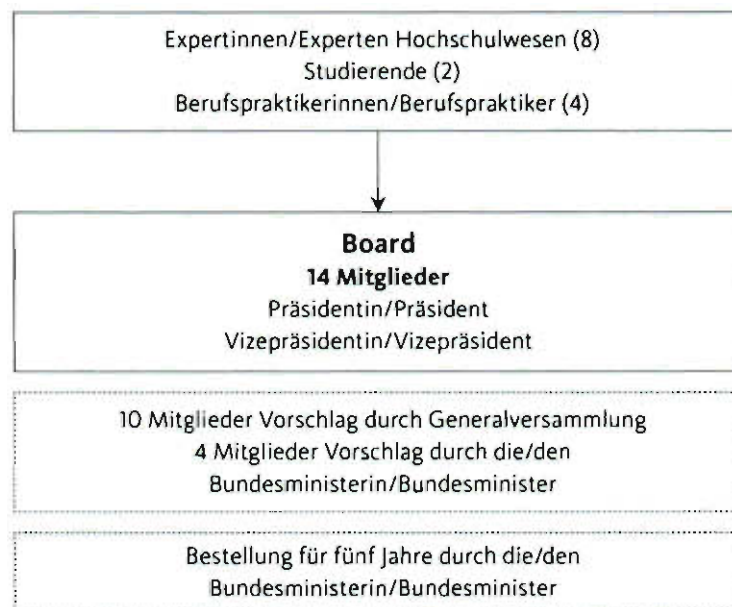 Expertinnen/Experten Hochschulwesen (8)
Studierende (2)
Berufspraktikerinnen/Berufspraktiker (4)
Board
14 Mitglieder
Präsidentin/Präsident
Vizepräsidentin/Vizepräsident
10 Mitglieder Vorschlag durch Generalversammlung
4 Mitglieder Vorschlag durch die/den
Bundesministerin/Bundesminister
Bestellung für fünf Jahre durch die/den
Bundesministerin/Bundesminister